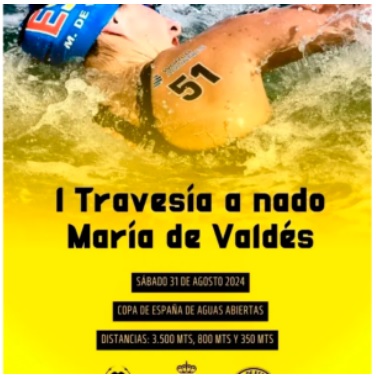 M. DE
51
I Travesía a nado
María de Valdés
SÁBADO 31 DE AGOSTO 2024
COPA DE ESPAÑA DE AGUAS ABIERTAS
DISTANCIAS: 3.500 MTS, 800 MTS Y 350 MTS